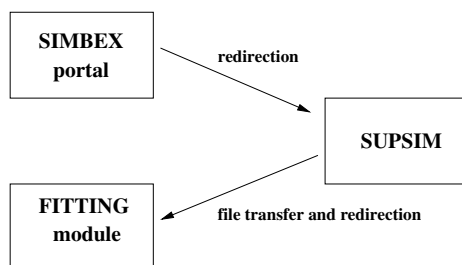 SIMBEX
portal
redirection
SUPSIM
FITTING
module
file transfer and redirection